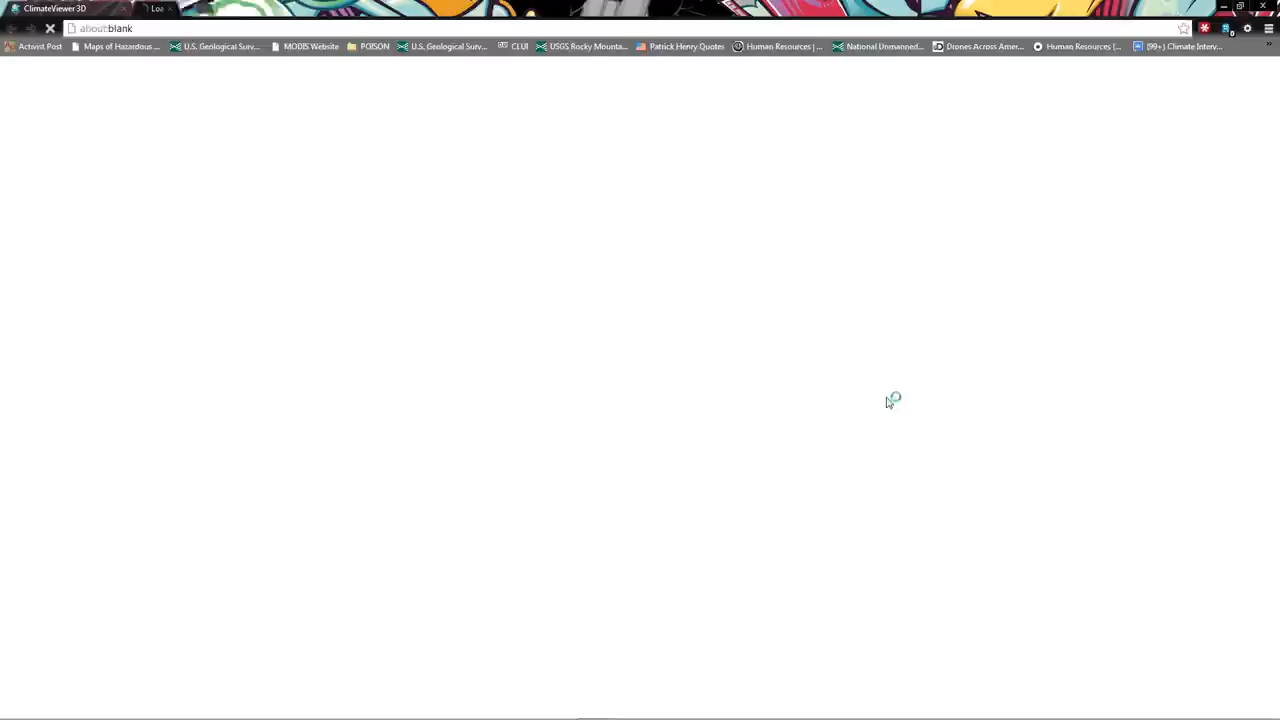 ClimateViewer 3D
Loa
about:blank
Activist Post
Maps of Hazardous ...
U.S. Geological Surv...
MODIS Website
POISON
U.S. Geological Surv...
CLUI
USGS Rocky Mounta...
Patrick Henry Quotes
Human Resources | ...
National Unmanned...
Drones Across Amer...
Human Resources (...
(99+) Climate Interv...